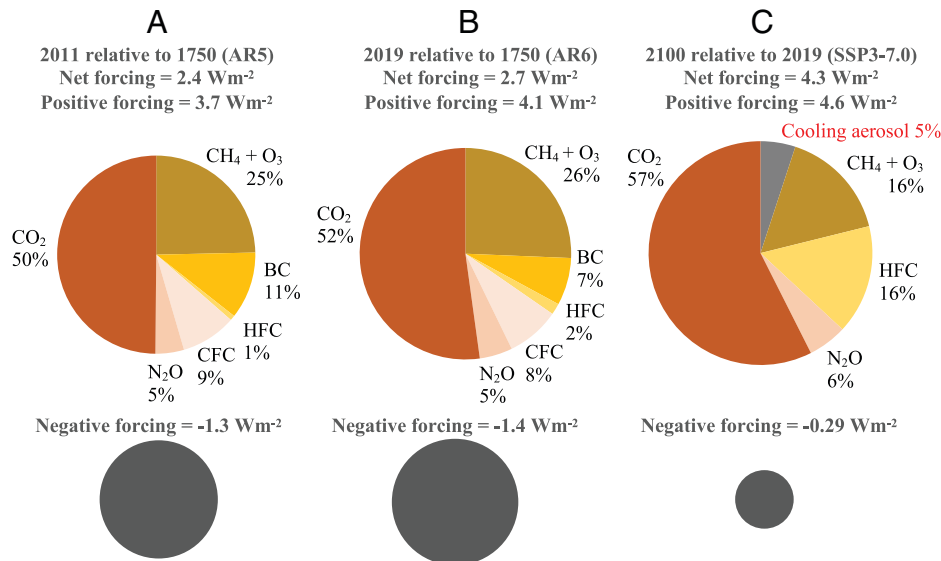 A
2011 relative to 1750 (AR5)
Net forcing = 2.4 Wm⁻²
Positive forcing = 3.7 Wm⁻²
CH₄ + O₃
25%
CO₂
50%
BC
11%
HFC
1%
CFC
9%
N₂O
5%
Negative forcing = -1.3 Wm⁻²
B
2019 relative to 1750 (AR6)
Net forcing = 2.7 Wm⁻²
Positive forcing = 4.1 Wm⁻²
CH₄ + O₃
26%
CO₂
52%
BC
7%
HFC
2%
CFC
8%
N₂O
5%
Negative forcing = -1.4 Wm⁻²
C
2100 relative to 2019 (SSP3-7.0)
Net forcing = 4.3 Wm⁻²
Positive forcing = 4.6 Wm⁻²
Cooling aerosol 5%
CO₂
57%
CH₄ + O₃
16%
HFC
16%
N₂O
6%
Negative forcing = -0.29 Wm⁻²